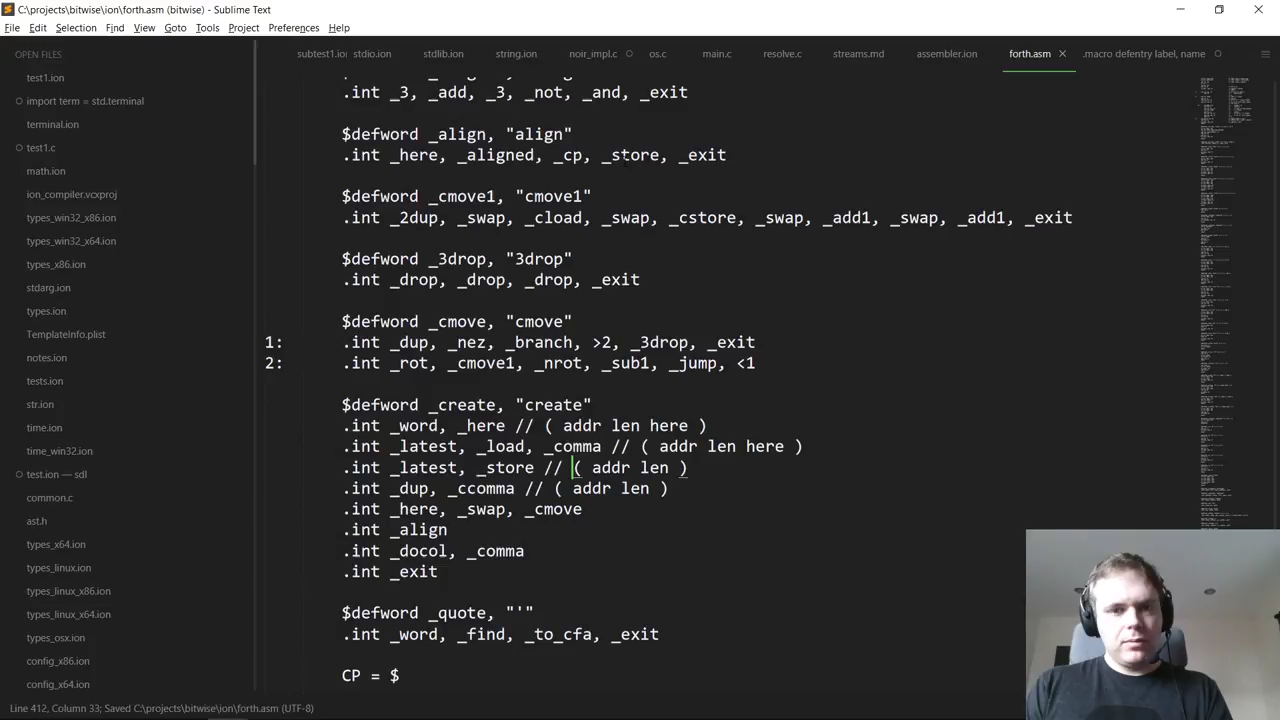 C:\projects\bitwise\ion\forth.asm (bitwise) - Sublime Text
File Edit Selection Find View Goto Tools Project Preferences Help
OPEN FILES
test1.ion
import term = std.terminal
terminal.ion
test1.c
math.ion
ion_compiler.vcxproj
types_win32_x86.ion
types_win32_x64.ion
types_x86.ion
stdarg.ion
types.ion
TemplateInfo.plist
notes.ion
tests.ion
str.ion
time.ion
time_win32.ion
test.ion — sdl
common.c
ast.h
types_x64.ion
types_linux.ion
types_linux_x86.ion
types_linux_x64.ion
types_osx.ion
config_x86.ion
config_x64.ion
subtest1.ion stdio.ion stdlib.ion string.ion noir_impl.c os.c main.c resolve.c streams.md assembler.ion forth.asm .macro defentry label, name
.int _3, _add, _3, _not, _and, _exit
$defword _align, "align"
.int _here, _aligned, _cp, _store, _exit
$defword _cmove1, "cmove1"
.int _2dup, _swap, _cload, _swap, _cstore, _swap, _add1, _swap, _add1, _exit
$defword _3drop, "3drop"
.int _drop, _drop, _drop, _exit
$defword _cmove, "cmove"
1: .int _dup, _nez, _branch, >2, _3drop, _exit
2: .int _rot, _cmove1, _nrot, _sub1, _jump, <1
$defword _create, "create"
.int _word, _here // ( addr len here )
.int _latest, _load, _comma // ( addr len here )
.int _latest, _store // ( addr len )
.int _dup, _ccomma // ( addr len )
.int _here, _swap, _cmove
.int _align
.int _docol, _comma
.int _exit
$defword _quote, "'"
.int _word, _find, _to_cfa, _exit
CP = $
Line 412, Column 33; Saved C:\projects\bitwise\ion\forth.asm (UTF-8)